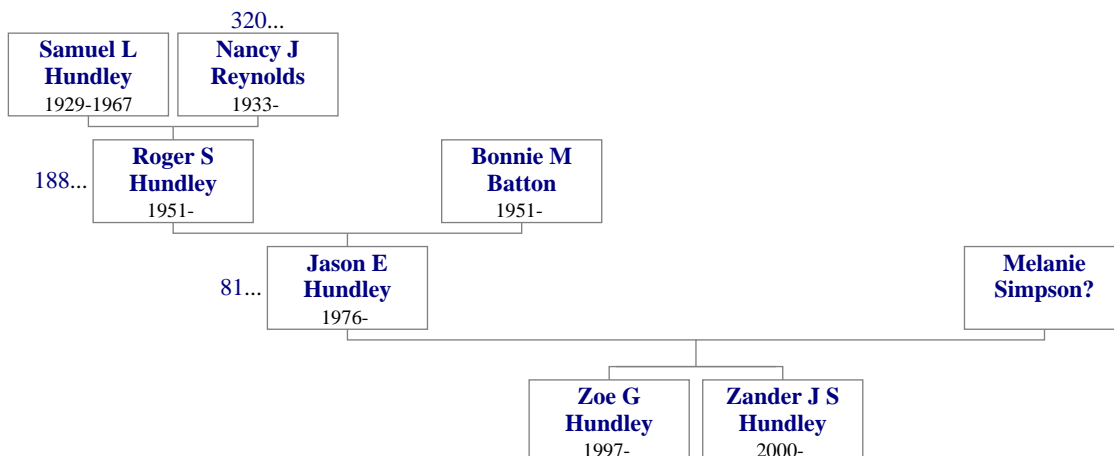 320...
Samuel L
Hundley
1929-1967
Nancy J
Reynolds
1933-
188...
Roger S
Hundley
1951-
Bonnie M
Batton
1951-
81...
Jason E
Hundley
1976-
Melanie
Simpson?
Zoe G
Hundley
1997-
Zander J S
Hundley
2000-